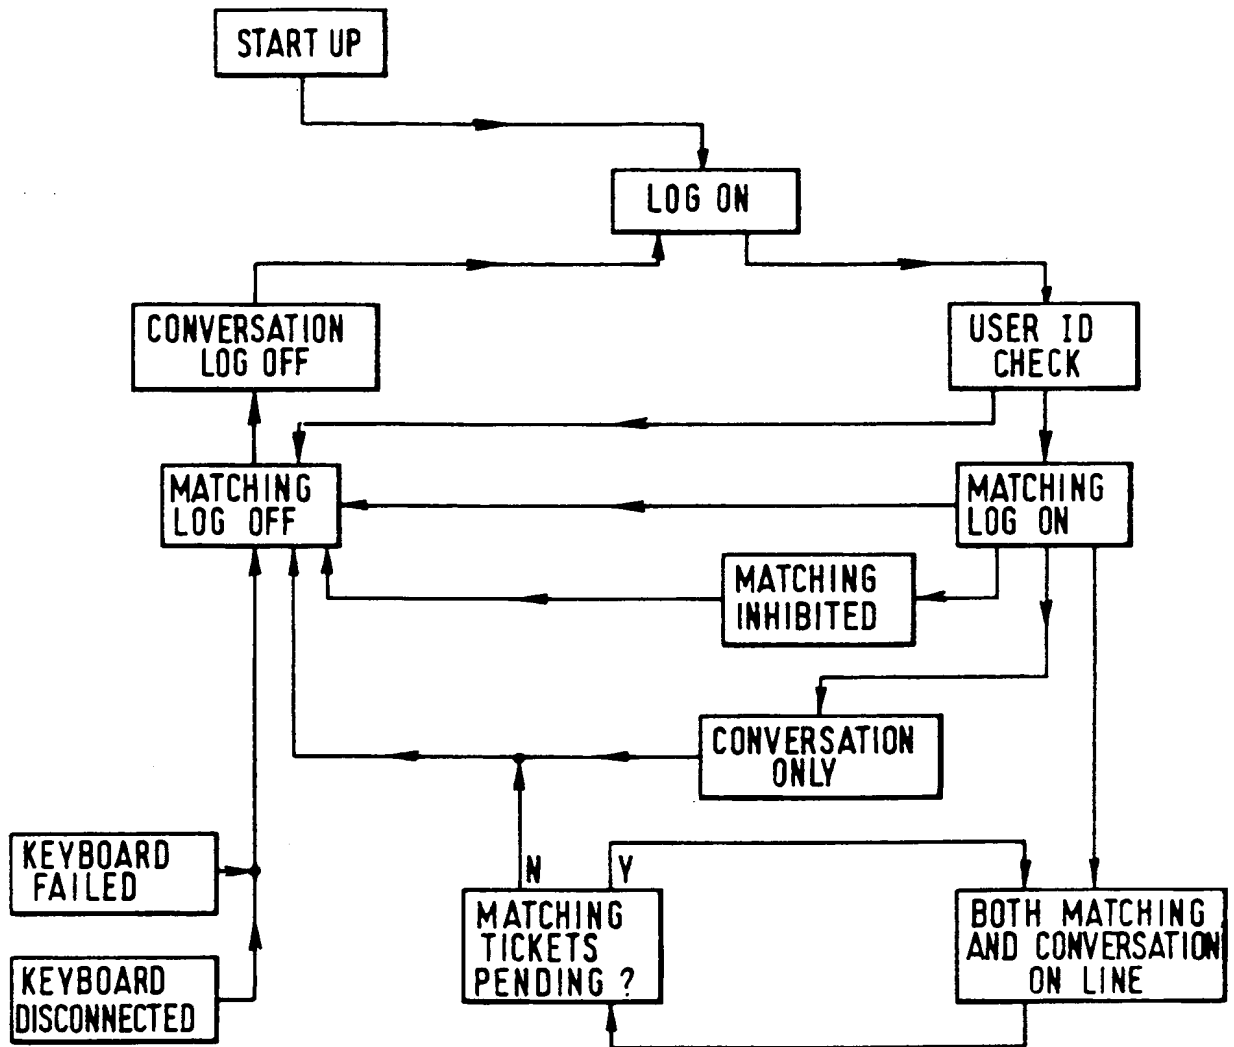 START UP
LOG ON
CONVERSATION
LOG OFF
USER ID
CHECK
MATCHING
LOG OFF
MATCHING
LOG ON
MATCHING
INHIBITED
CONVERSATION
ONLY
KEYBOARD
FAILED
N
Y
MATCHING
TICKETS
PENDING ?
BOTH MATCHING
AND CONVERSATION
ON LINE
KEYBOARD
DISCONNECTED